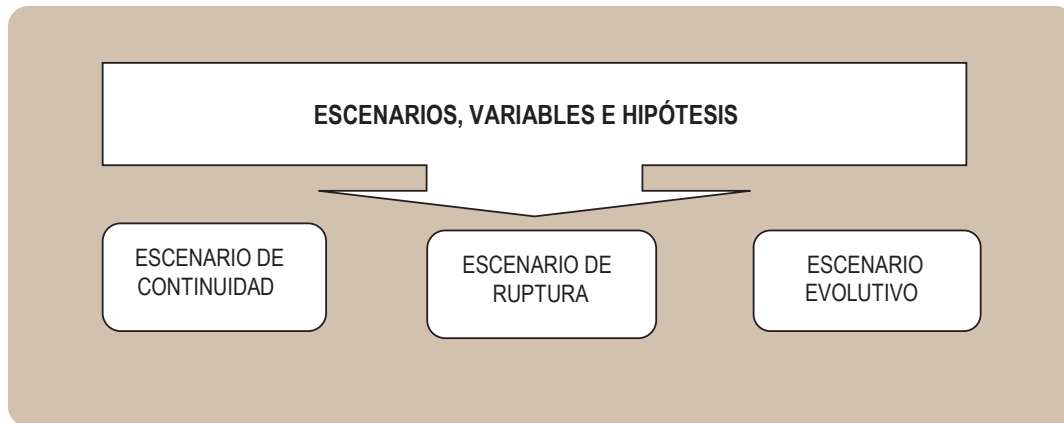 ESCENARIOS, VARIABLES E HIPÓTESIS
ESCENARIO DE
CONTINUIDAD
ESCENARIO DE
RUPTURA
ESCENARIO
EVOLUTIVO